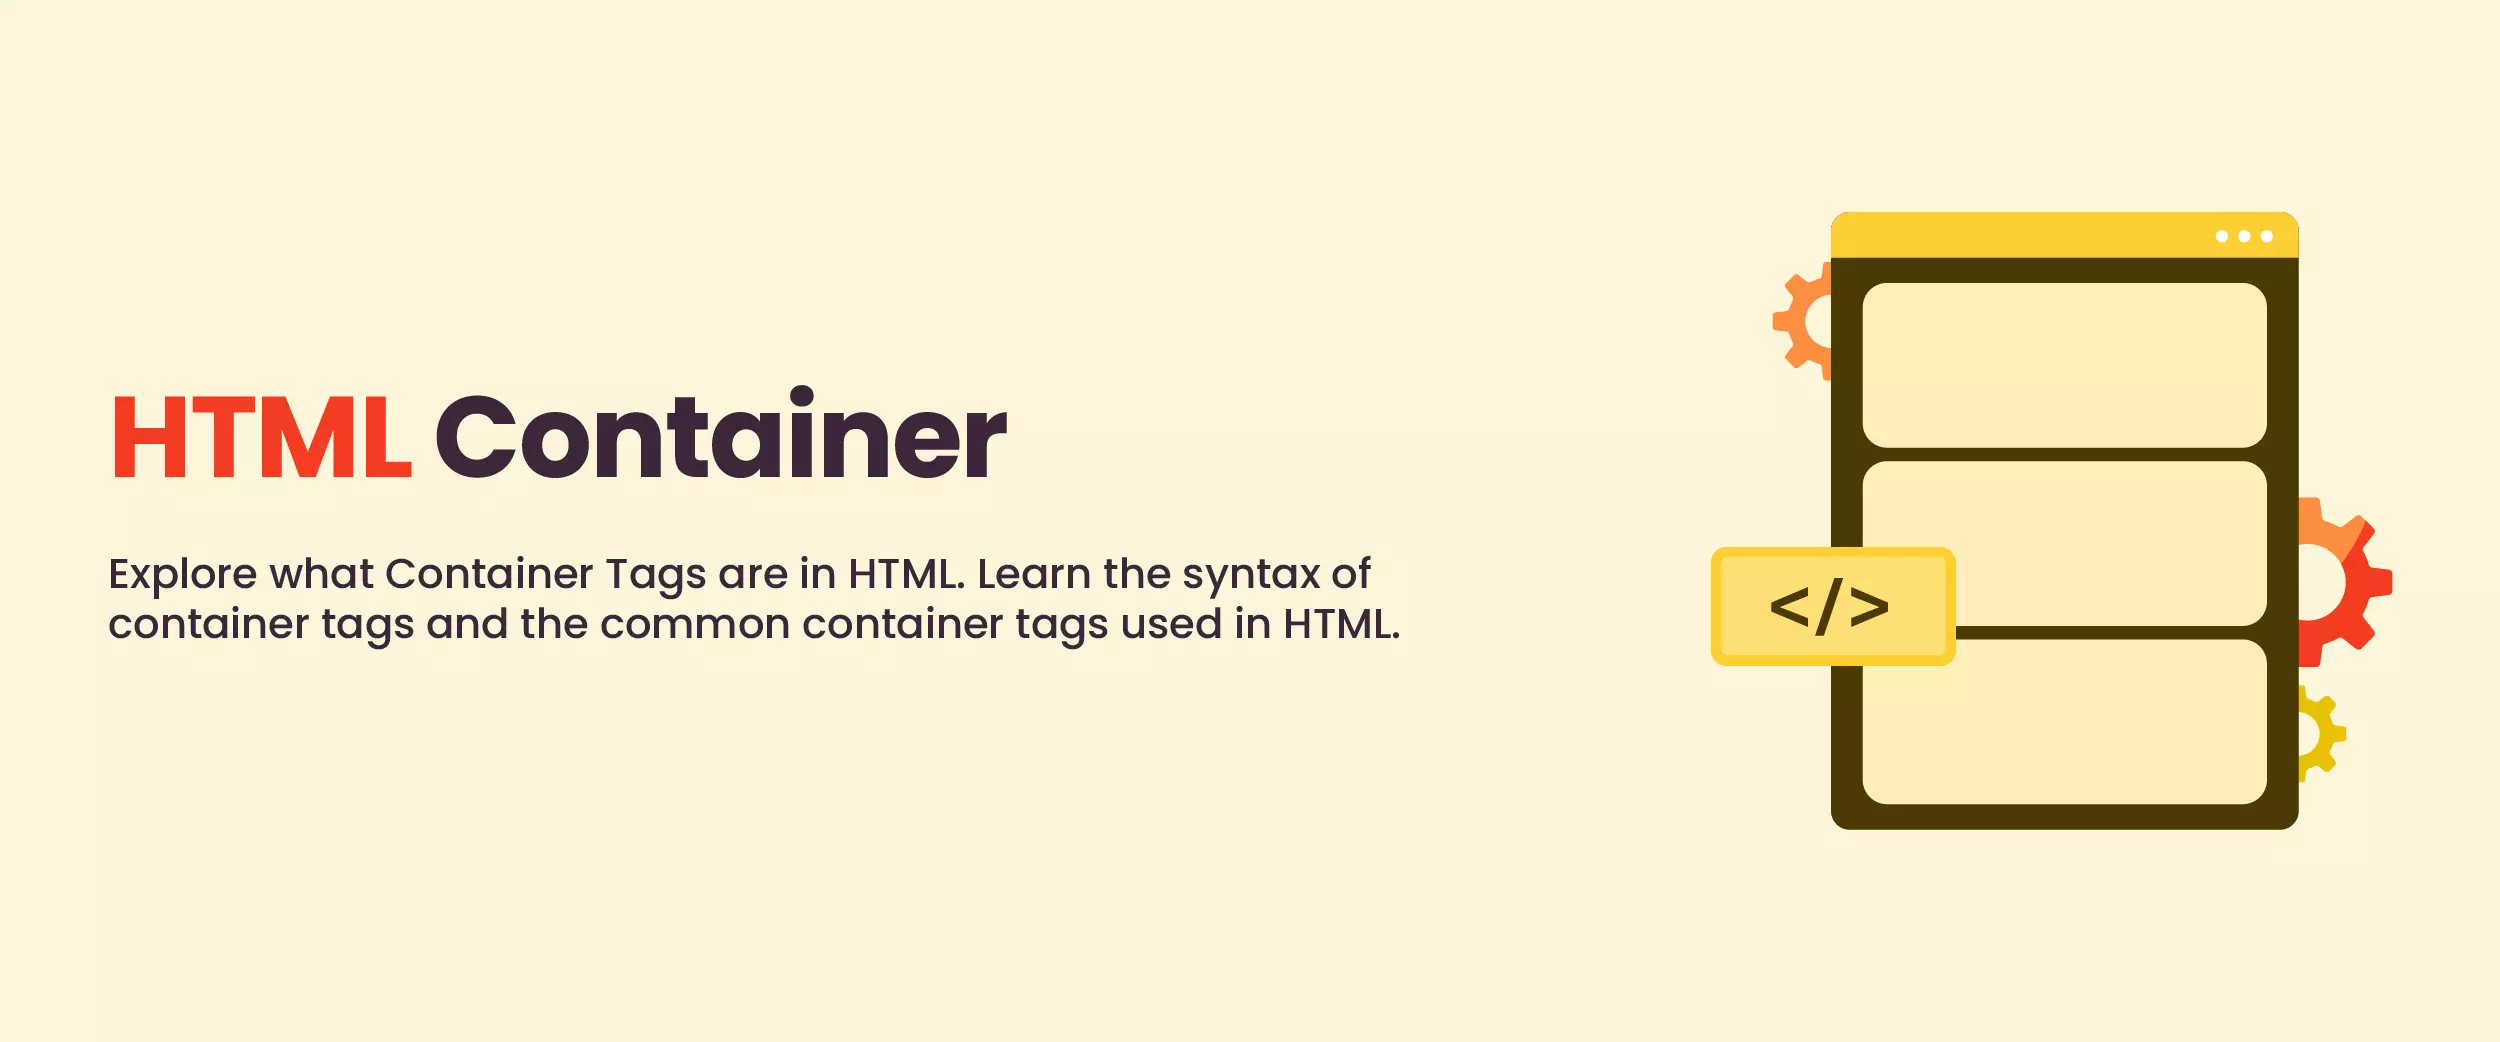 HTML Container
Explore what Container Tags are in HTML. Learn the syntax of
container tags and the common container tags used in HTML.
</>